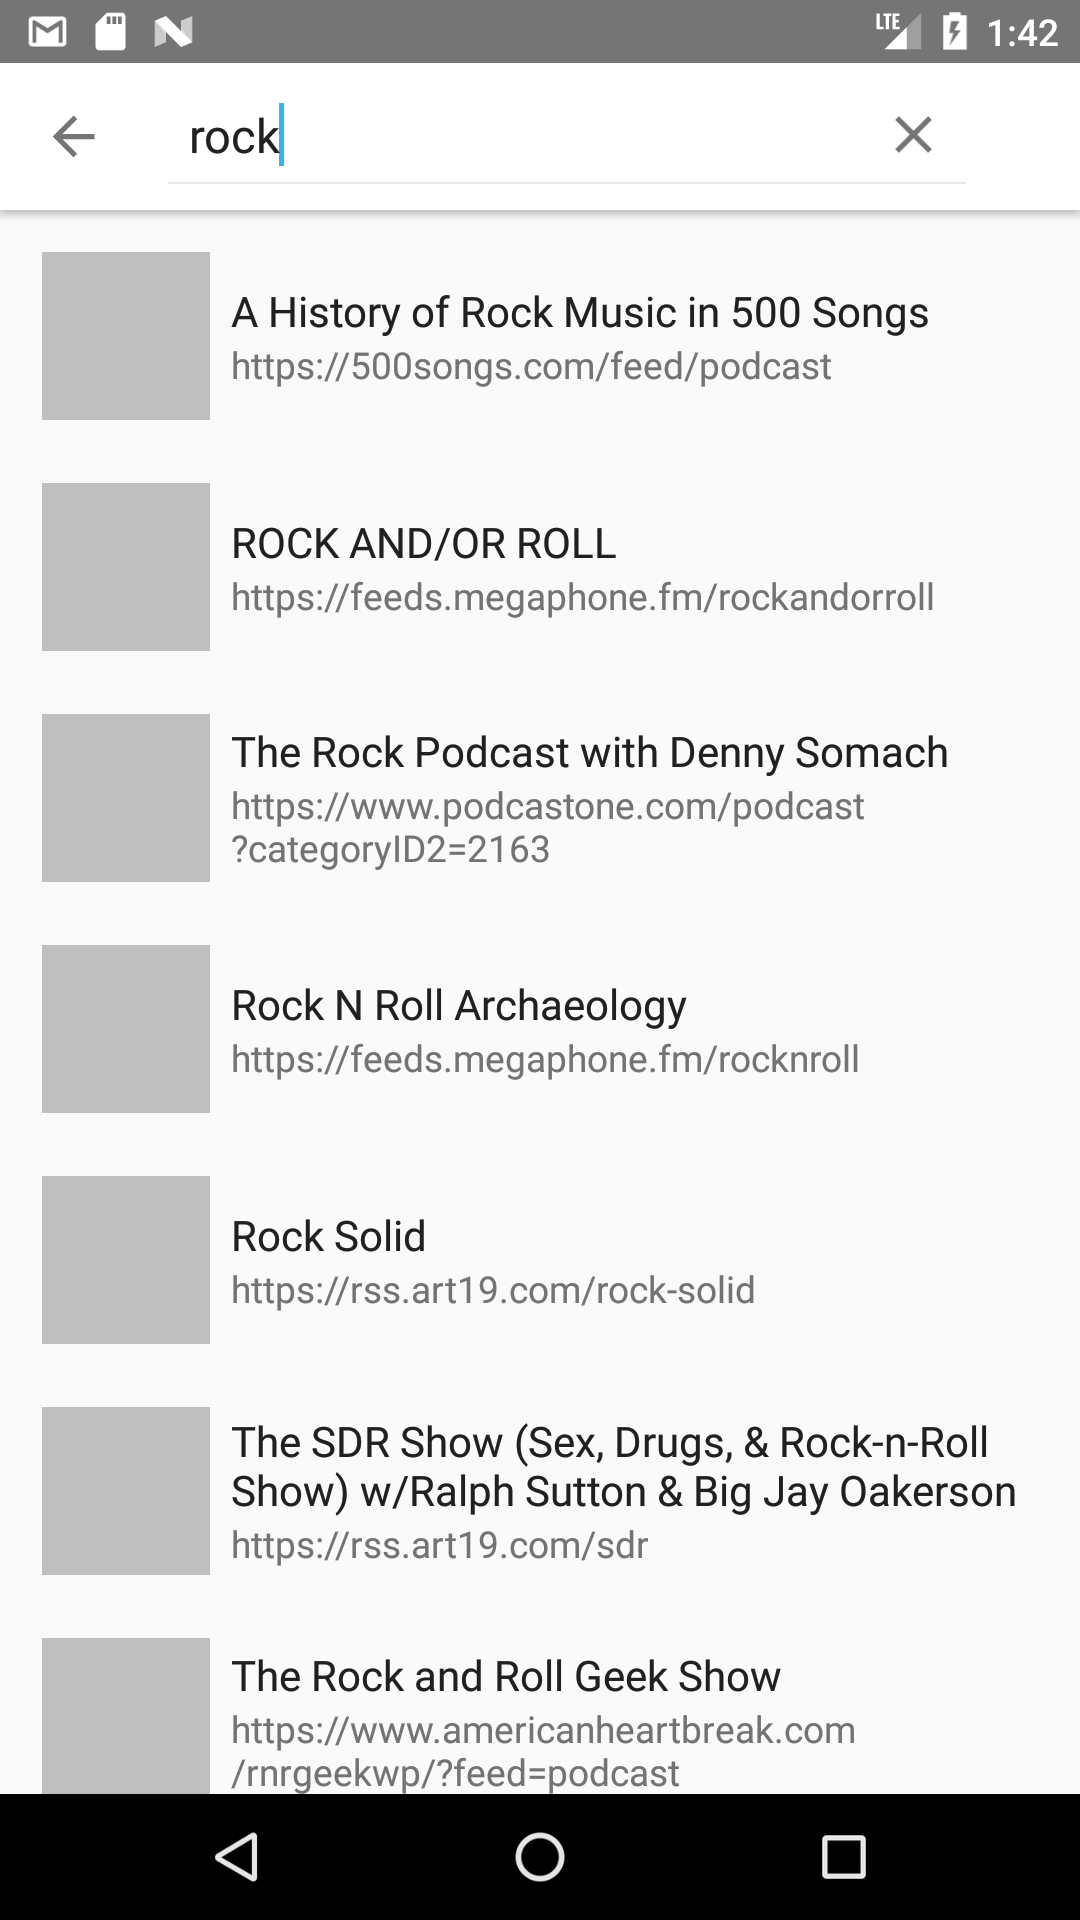 LTE 1:42
rock
A History of Rock Music in 500 Songs
https://500songs.com/feed/podcast
ROCK AND/OR ROLL
https://feeds.megaphone.fm/rockandorroll
The Rock Podcast with Denny Somach
https://www.podcastone.com/podcast
?categoryID2=2163
Rock N Roll Archaeology
https://feeds.megaphone.fm/rocknroll
Rock Solid
https://rss.art19.com/rock-solid
The SDR Show (Sex, Drugs, & Rock-n-Roll
Show) w/Ralph Sutton & Big Jay Oakerson
https://rss.art19.com/sdr
The Rock and Roll Geek Show
https://www.americanheartbreak.com
/rnrgeekwp/?feed=podcast